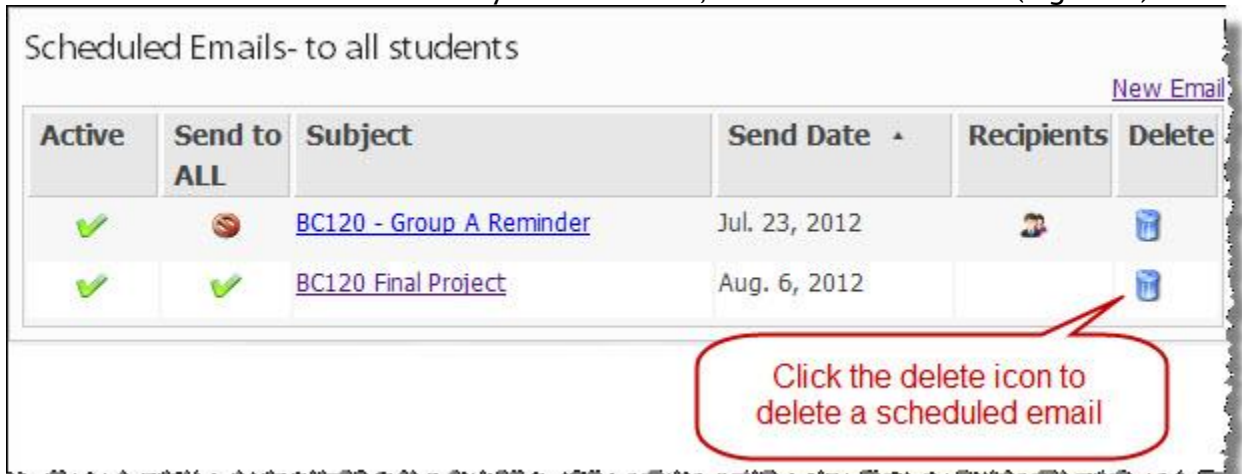 Scheduled Emails- to all students
New Email
Active Send to ALL Subject Send Date Recipients Delete
BC120 - Group A Reminder Jul. 23, 2012
BC120 Final Project Aug. 6, 2012
Click the delete icon to
delete a scheduled email